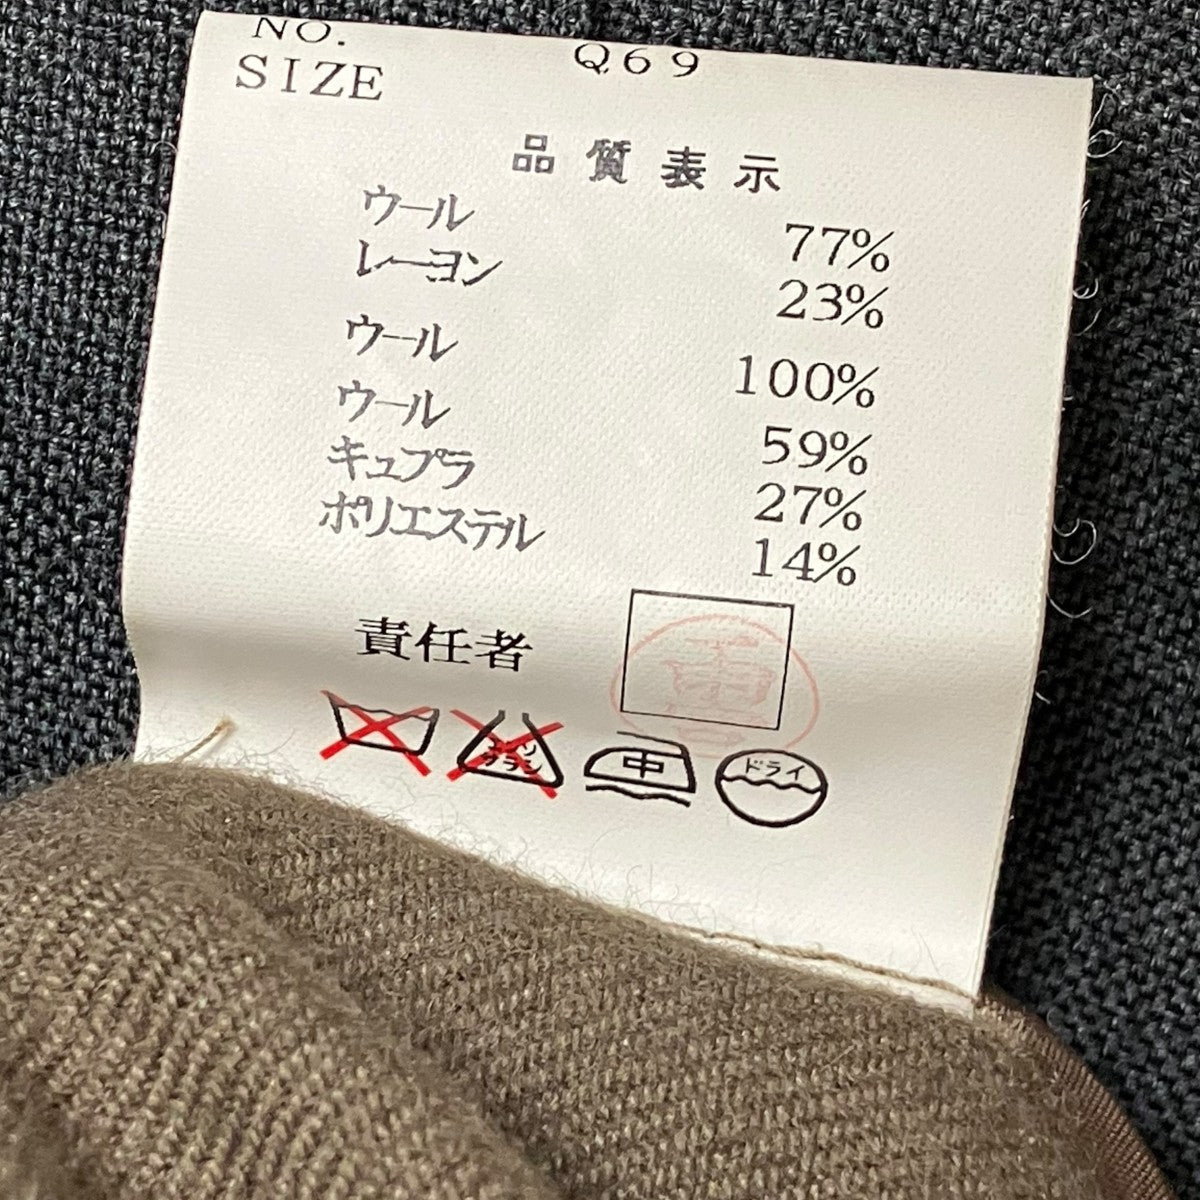 NO. Q69
SIZE
品質表示
ウール 77%
レーヨン 23%
ウール 100%
ウール 59%
キュプラ 27%
ポリエステル 14%
責任者
中 ドライ